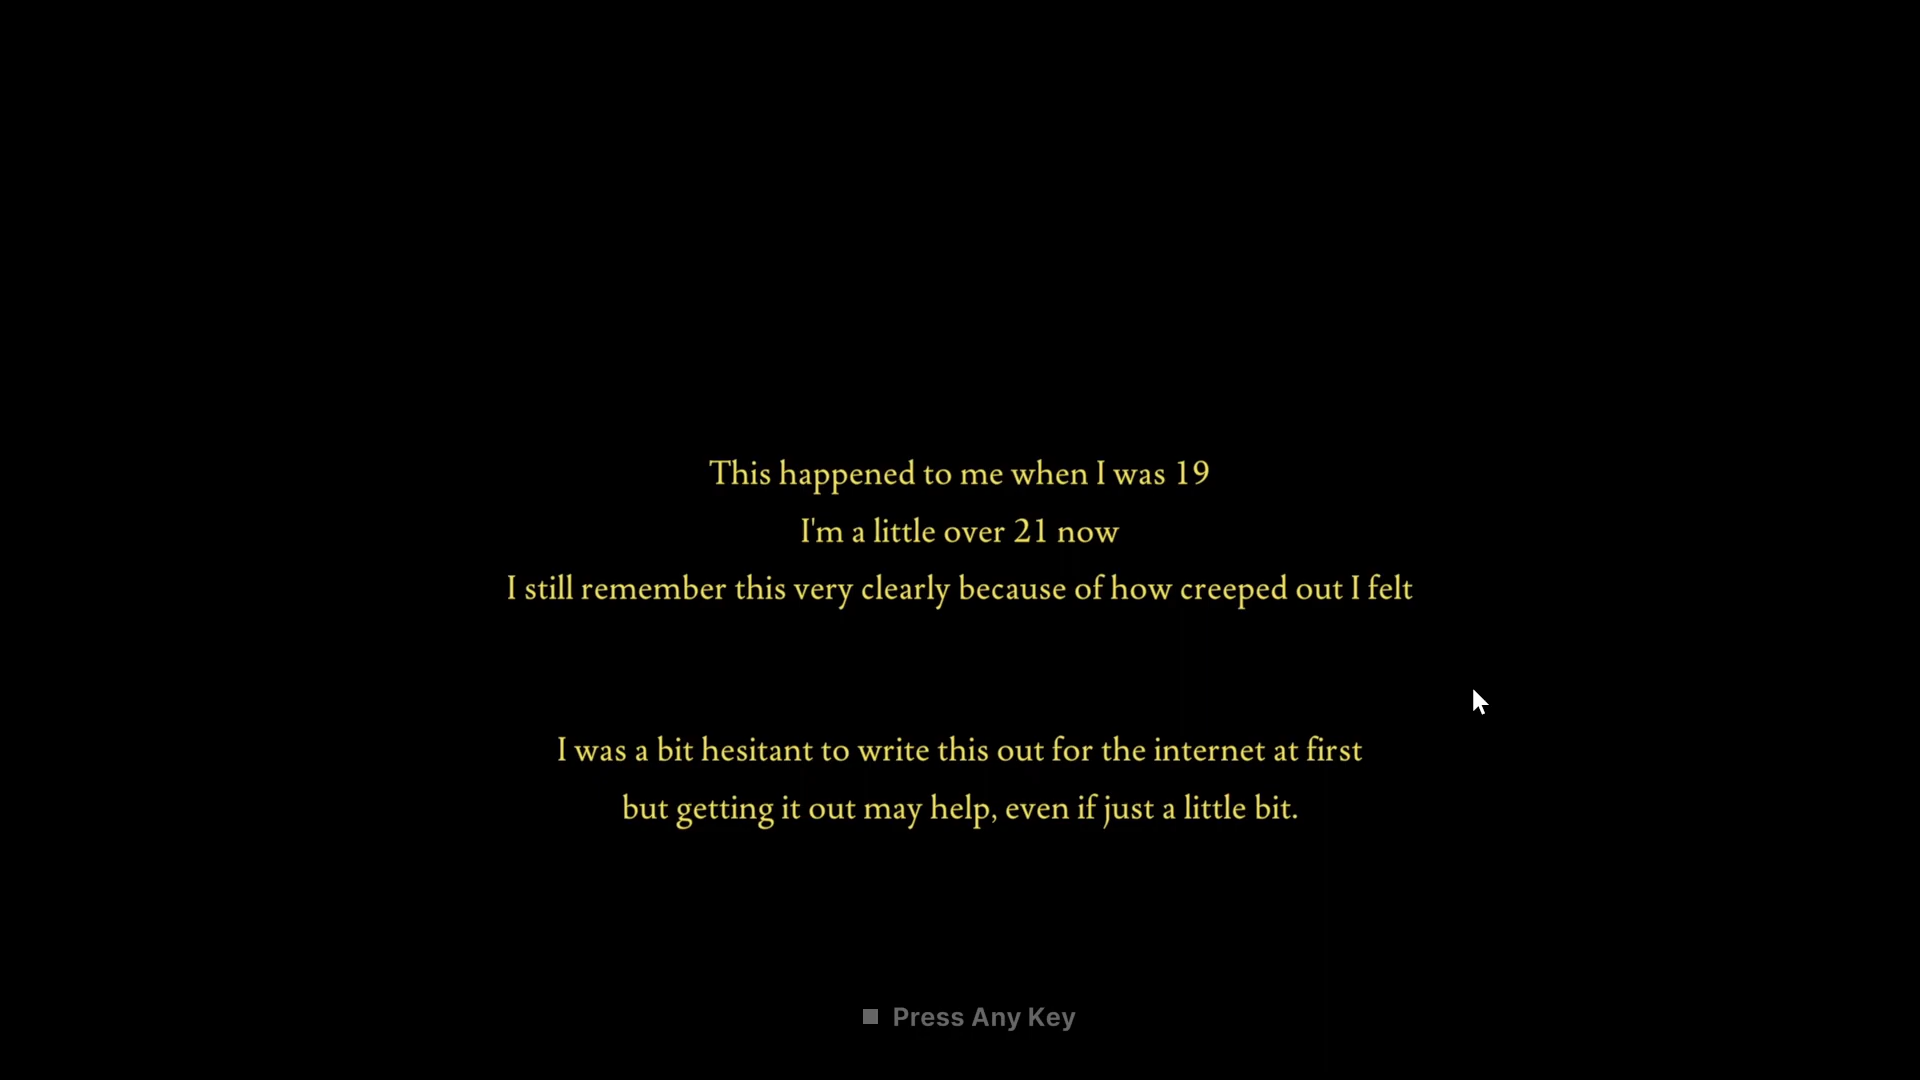 This happened to me when I was 19
I'm a little over 21 now
I still remember this very clearly because of how creeped out I felt
I was a bit hesitant to write this out for the internet at first
but getting it out may help, even if just a little bit.
Press Any Key